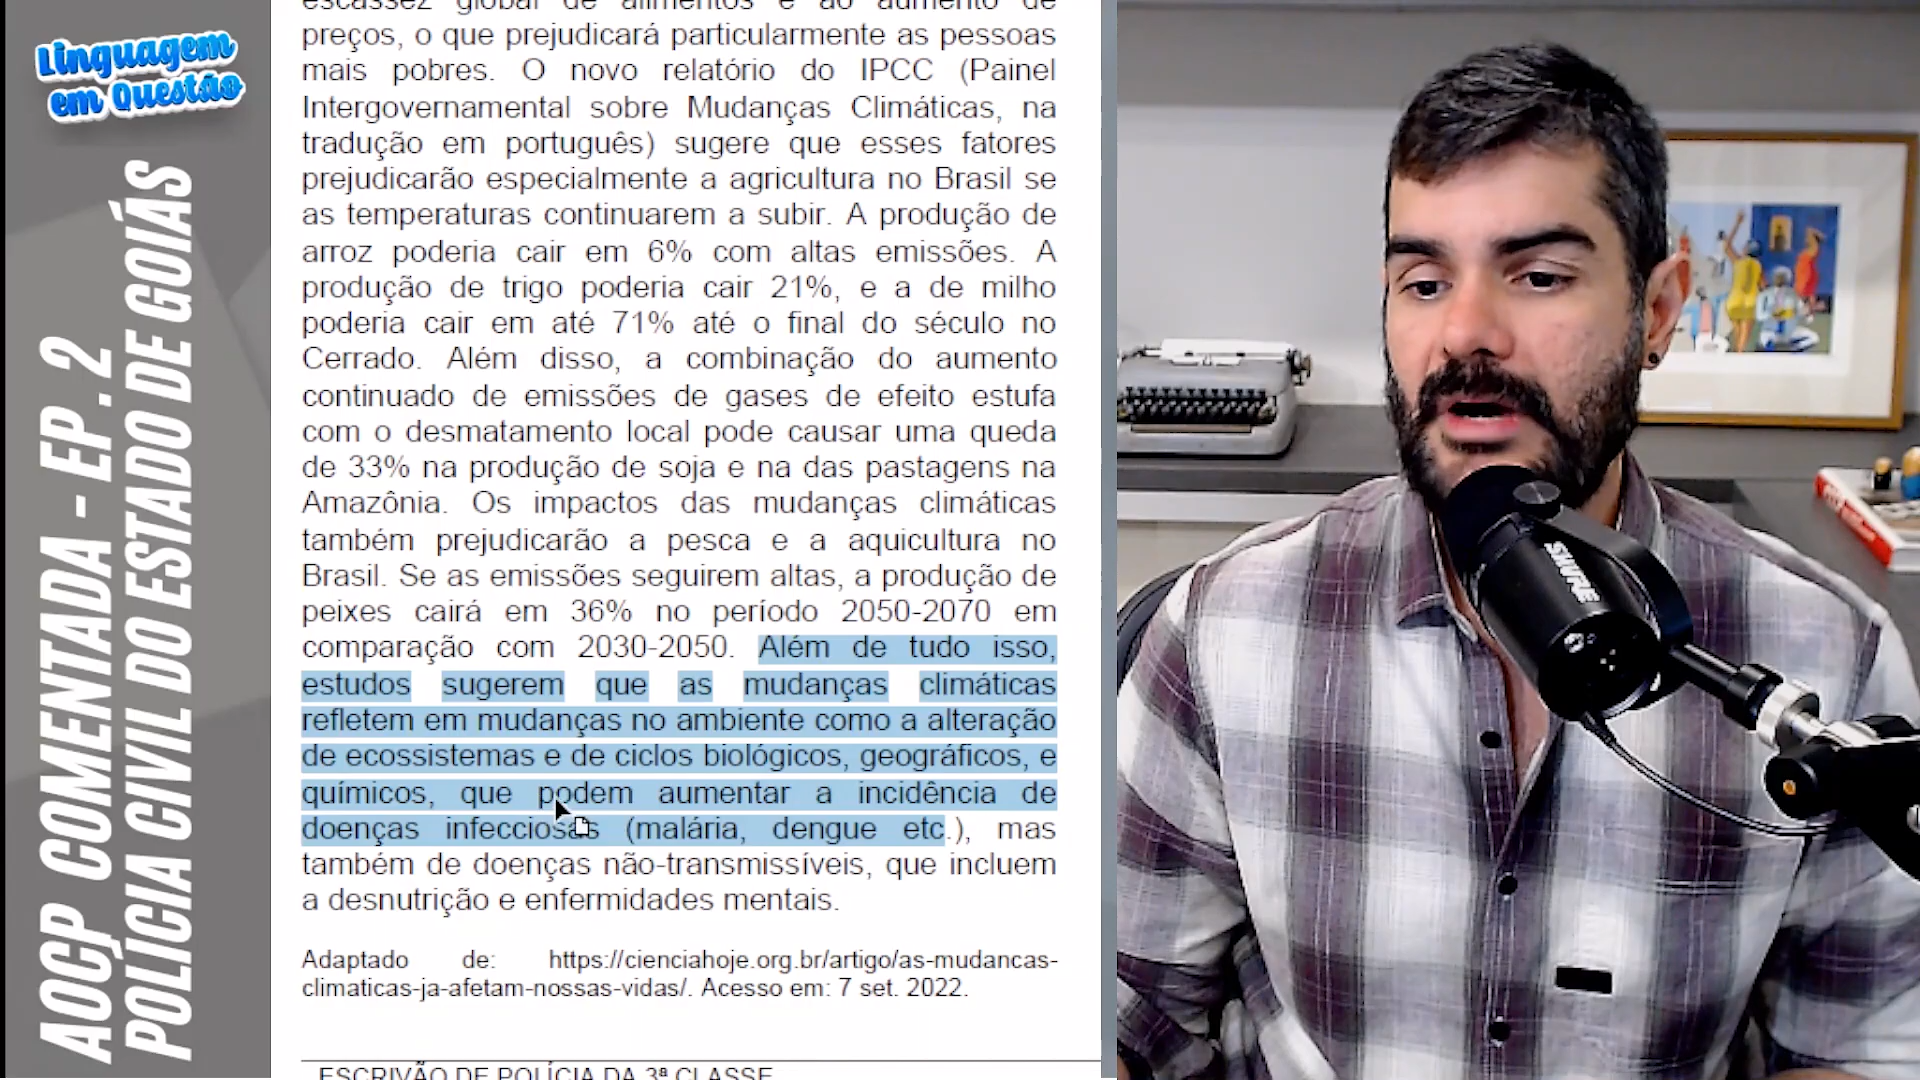 Linguagem
em Questão
AOCP COMENTADA - EP. 2
POLÍCIA CIVIL DO ESTADO DE GOIÁS
escassez global de alimentos e ao aumento de
preços, o que prejudicará particularmente as pessoas
mais pobres. O novo relatório do IPCC (Painel
Intergovernamental sobre Mudanças Climáticas, na
tradução em português) sugere que esses fatores
prejudicarão especialmente a agricultura no Brasil se
as temperaturas continuarem a subir. A produção de
arroz poderia cair em 6% com altas emissões. A
produção de trigo poderia cair 21%, e a de milho
poderia cair em até 71% até o final do século no
Cerrado. Além disso, a combinação do aumento
continuado de emissões de gases de efeito estufa
com o desmatamento local pode causar uma queda
de 33% na produção de soja e na das pastagens na
Amazônia. Os impactos das mudanças climáticas
também prejudicarão a pesca e a aquicultura no
Brasil. Se as emissões seguirem altas, a produção de
peixes cairá em 36% no período 2050-2070 em
comparação com 2030-2050. Além de tudo isso,
estudos sugerem que as mudanças climáticas
refletem em mudanças no ambiente como a alteração
de ecossistemas e de ciclos biológicos, geográficos, e
químicos, que podem aumentar a incidência de
doenças infecciosas (malária, dengue etc.), mas
também de doenças não-transmissíveis, que incluem
a desnutrição e enfermidades mentais.
Adaptado de: https://cienciahoje.org.br/artigo/as-mudancas-
climaticas-ja-afetam-nossas-vidas/. Acesso em: 7 set. 2022.
ESCRIVÃO DE POLÍCIA DA 3ª CLASSE
SHURE